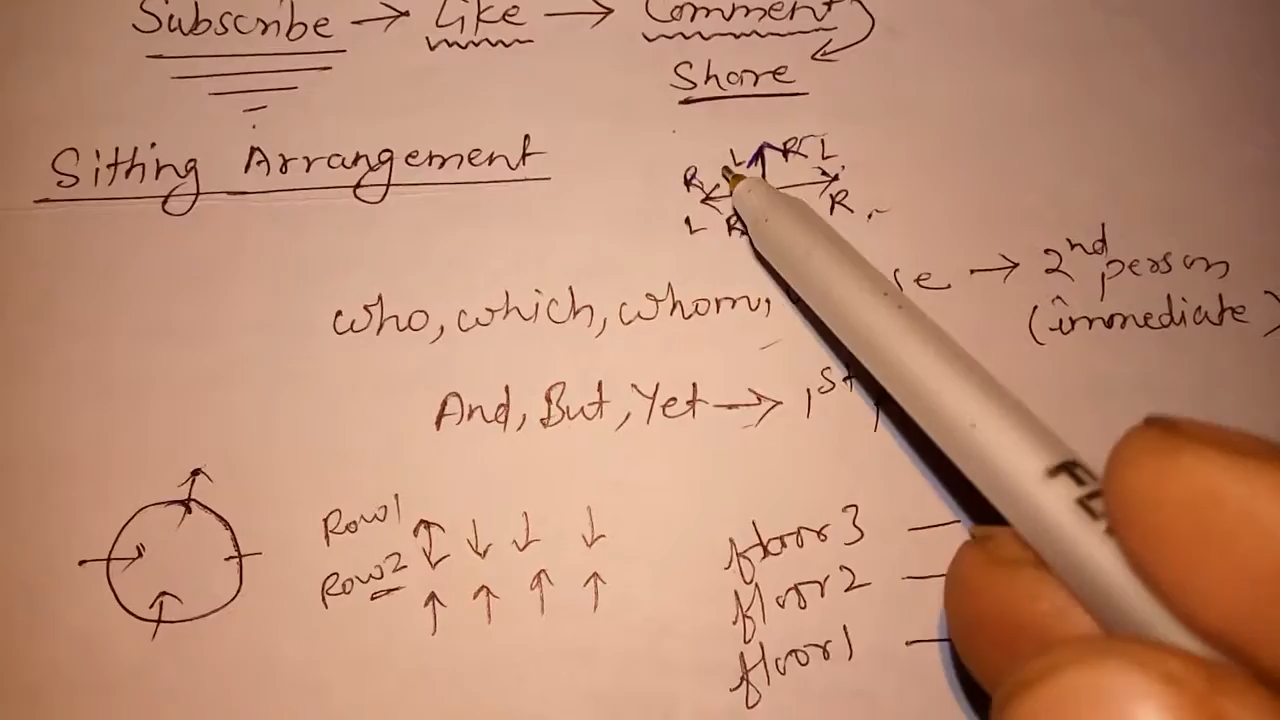 Subscribe → Like → Comment
Share
Sitting Arrangement
L R L
R R
L R
who, which, whom, → 2nd person
(immediate)
And, But, Yet → 1st
Row1 ↑ ↓ ↓ ↓
Row2 ↑ ↑ ↑ ↑
floor 3 —
floor 2 —
floor 1 —